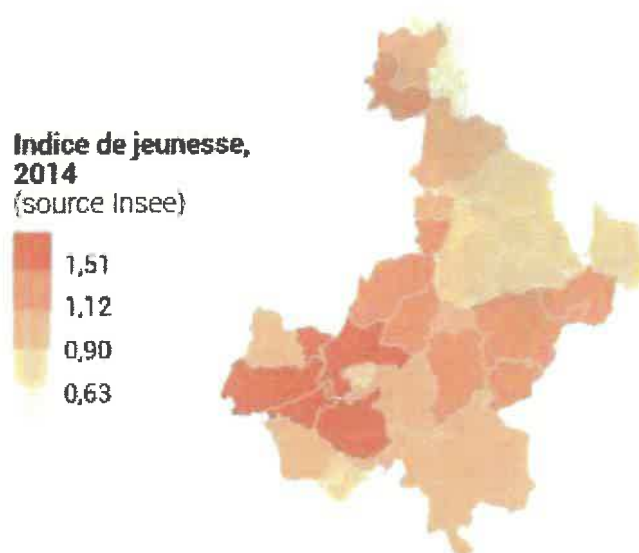 Indice de jeunesse,
2014
(source Insee)
1,51
1,12
0,90
0,63